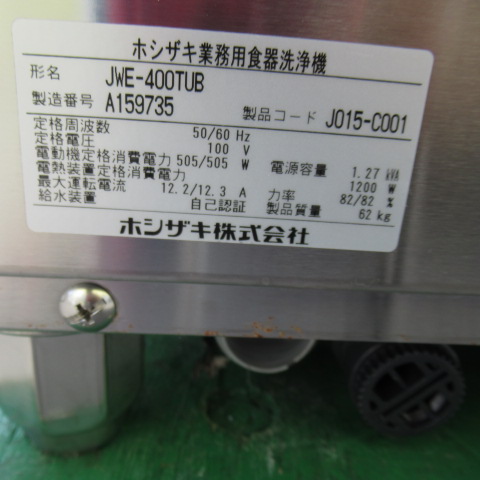 ホシザキ業務用食器洗浄機
形名 JWE-400TUB
製造番号 A159735 製品コード J015-C001
定格周波数 50/60 Hz
定格電圧 100 V
電動機定格消費電力 505/505 W 電源容量 1.27 kVA
電熱装置定格消費電力 1200 W
最大運転電流 12.2/12.3 A 力率 82/82 %
給水装置 自己認証 製品質量 62 kg
ホシザキ株式会社